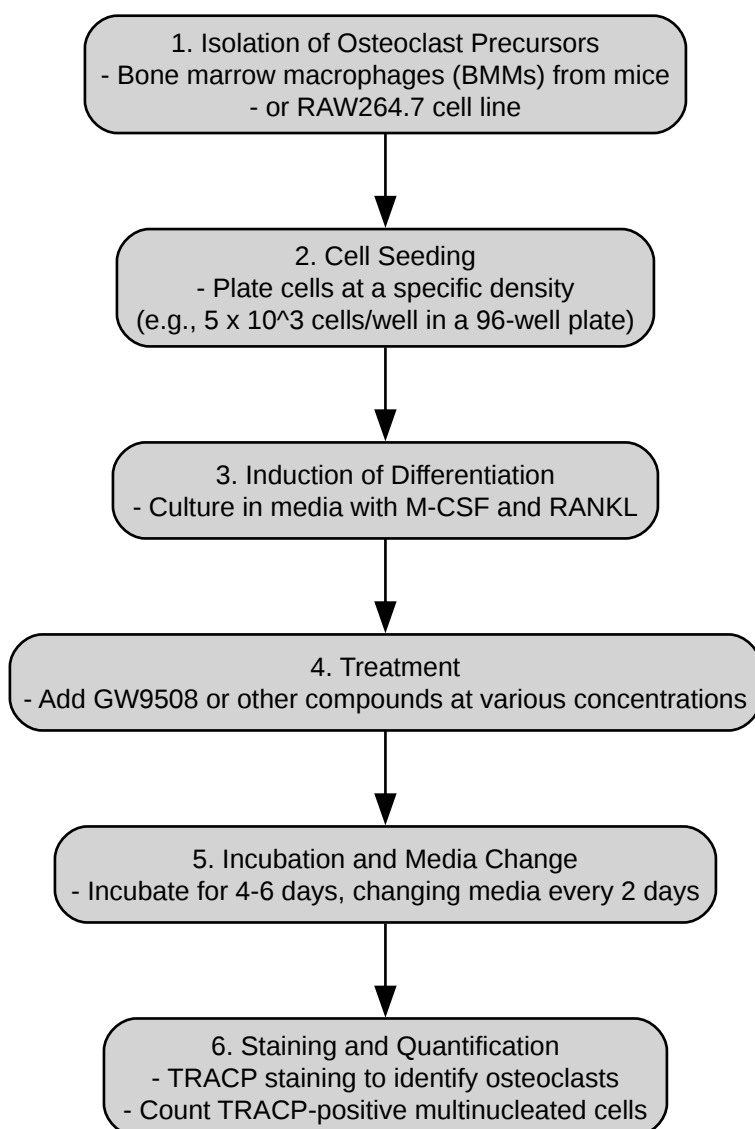 1. Isolation of Osteoclast Precursors
- Bone marrow macrophages (BMMs) from mice
- or RAW264.7 cell line
2. Cell Seeding
- Plate cells at a specific density
(e.g., 5 x 10^3 cells/well in a 96-well plate)
3. Induction of Differentiation
- Culture in media with M-CSF and RANKL
4. Treatment
- Add GW9508 or other compounds at various concentrations
5. Incubation and Media Change
- Incubate for 4-6 days, changing media every 2 days
6. Staining and Quantification
- TRACP staining to identify osteoclasts
- Count TRACP-positive multinucleated cells